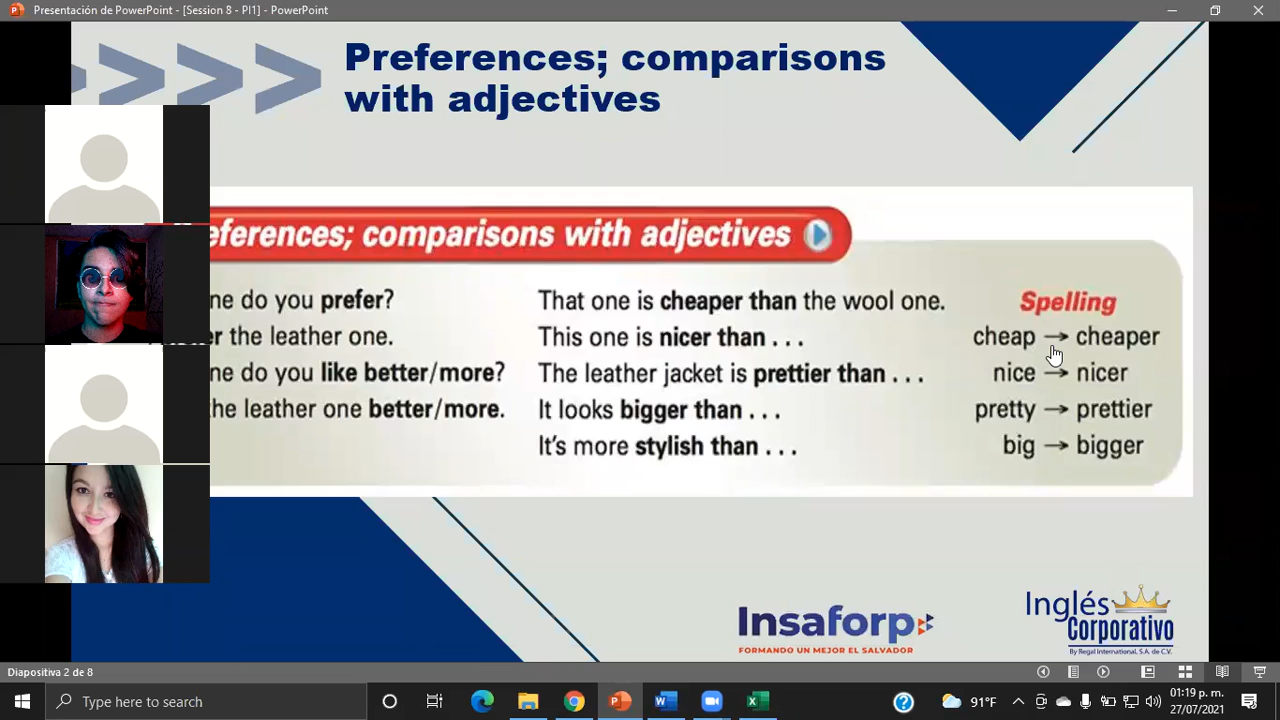 Presentación de PowerPoint - [Session 8 - PI1] - PowerPoint
Preferences; comparisons
with adjectives
eferences; comparisons with adjectives
ne do you prefer?
er the leather one.
ne do you like better/more?
he leather one better/more.
That one is cheaper than the wool one.
This one is nicer than . . .
The leather jacket is prettier than . . .
It looks bigger than . . .
It's more stylish than . . .
Spelling
cheap → cheaper
nice → nicer
pretty → prettier
big → bigger
Insaforp
FORMANDO UN MEJOR EL SALVADOR
Inglés
Corporativo
By Regal International, S.A. de C.V.
Diapositiva 2 de 8
Type here to search
91°F
01:19 p. m.
27/07/2021